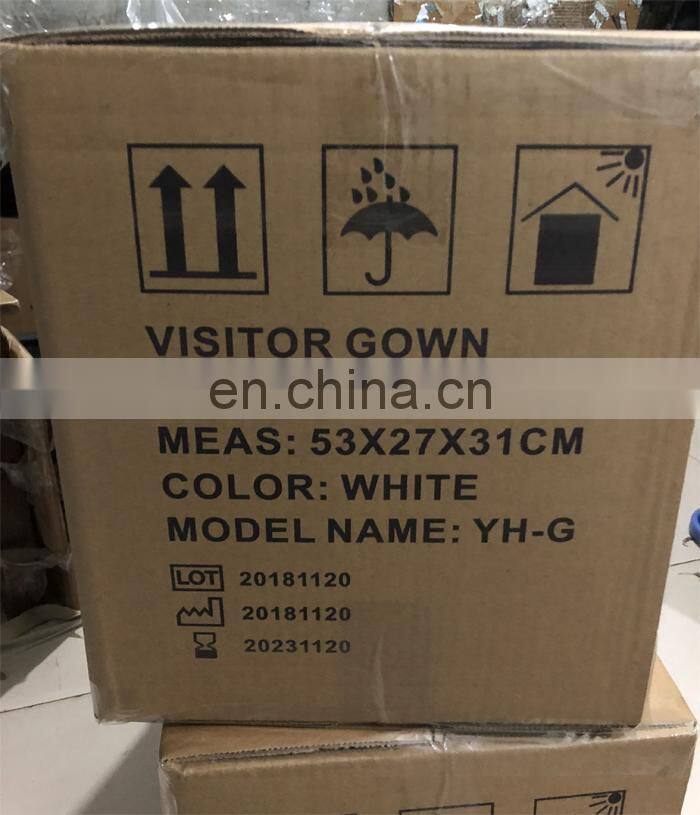 VISITOR GOWN
en.china.cn
MEAS: 53X27X31CM
COLOR: WHITE
MODEL NAME: YH-G
LOT 20181120
20181120
20231120